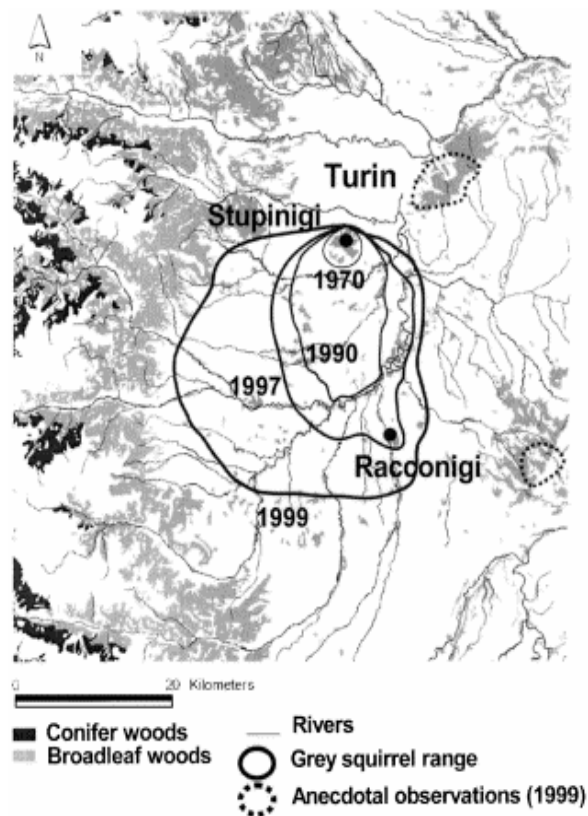 N
Turin
Stupinigi
1970
1990
1997
Racconigi
1999
0 20 Kilometers
Conifer woods
Broadleaf woods
Rivers
Grey squirrel range
Anecdotal observations (1999)